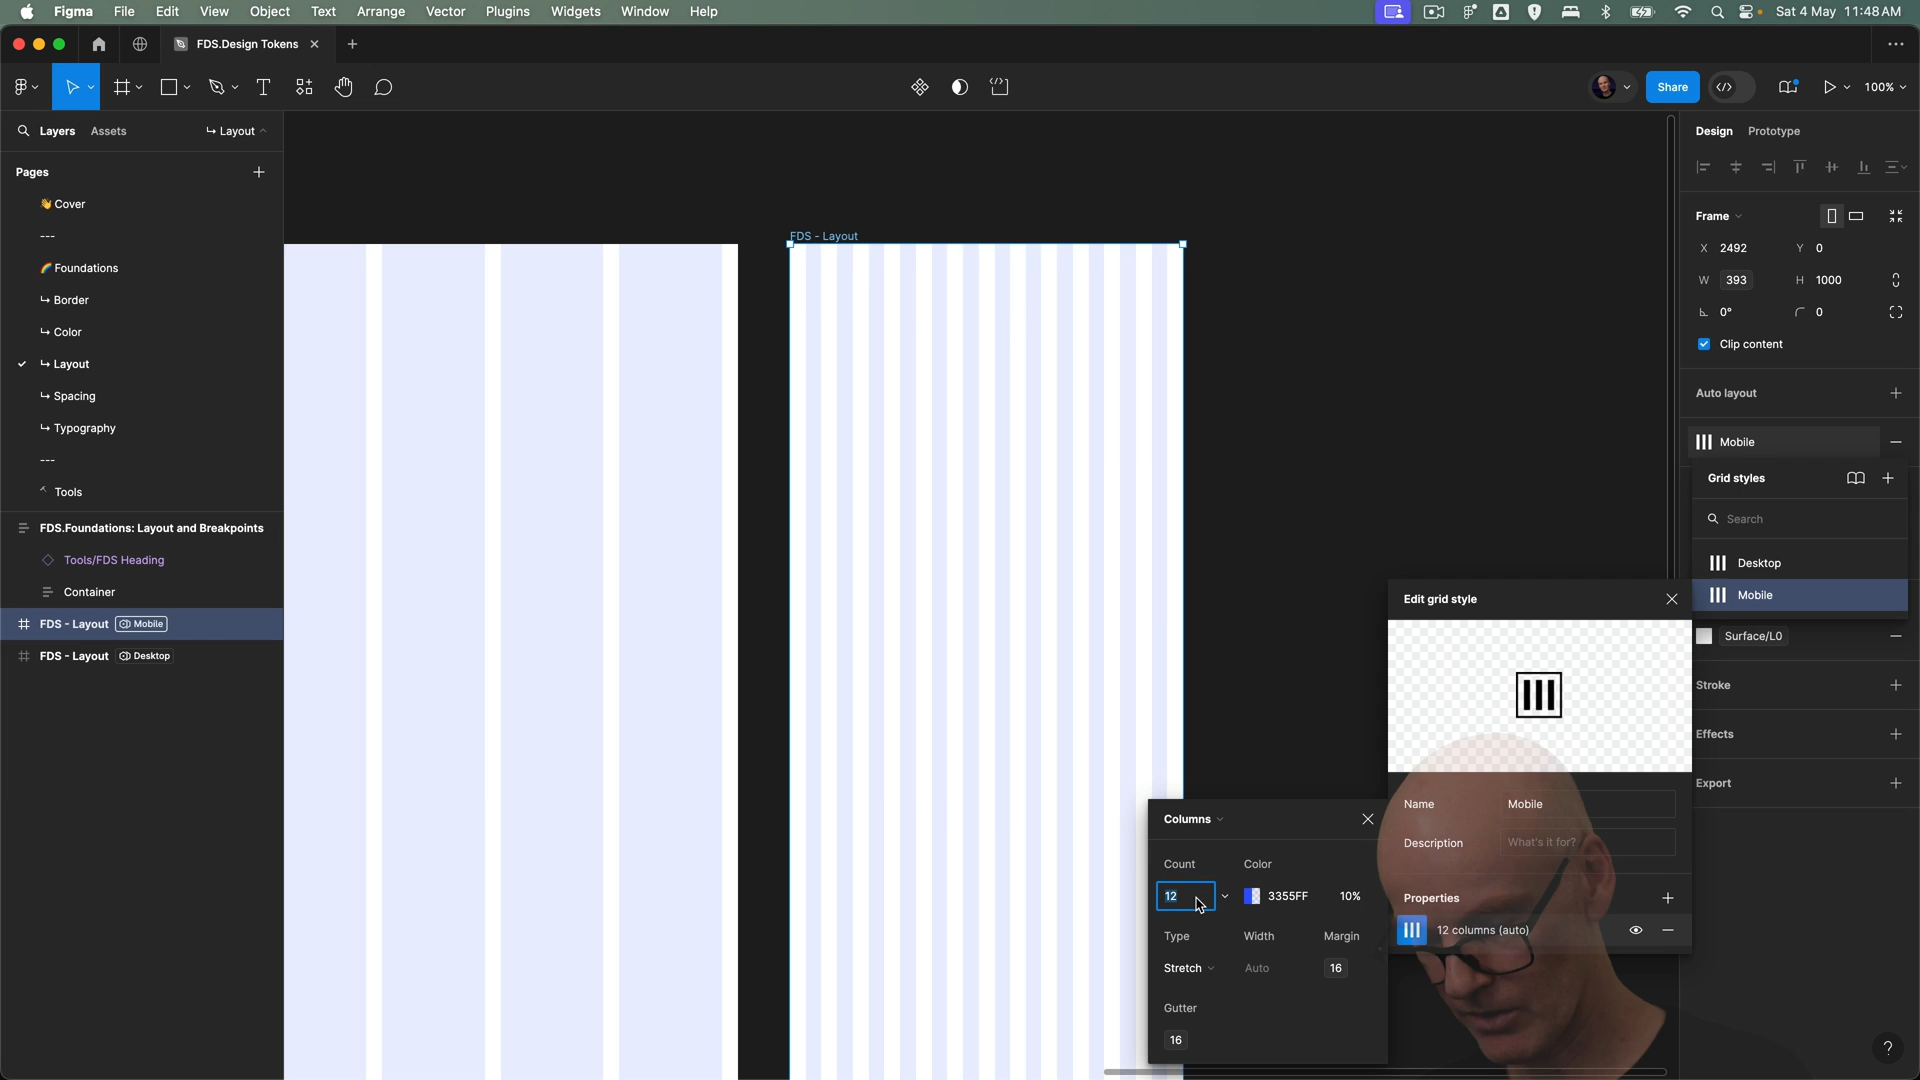 Figma File Edit View Object Text Arrange Vector Plugins Widgets Window Help Sat 4 May 11:48 AM
FDS.Design Tokens
Share 100%
Layers Assets ↳ Layout
Design Prototype
Pages
👋 Cover
---
🌈 Foundations
↳ Border
↳ Color
↳ Layout
↳ Spacing
↳ Typography
---
Tools
FDS.Foundations: Layout and Breakpoints
Tools/FDS Heading
Container
FDS - Layout Mobile
FDS - Layout Desktop
FDS - Layout
Frame
X 2492 Y 0
W 393 H 1000
0° 0
Clip content
Auto layout
Mobile
Grid styles
Search
Desktop
Mobile
Surface/L0
Stroke
Effects
Export
Edit grid style
Name Mobile
Description What's it for?
Properties
12 columns (auto)
Columns
Count Color
12 3355FF 10%
Type Width Margin
Stretch Auto 16
Gutter
16
?